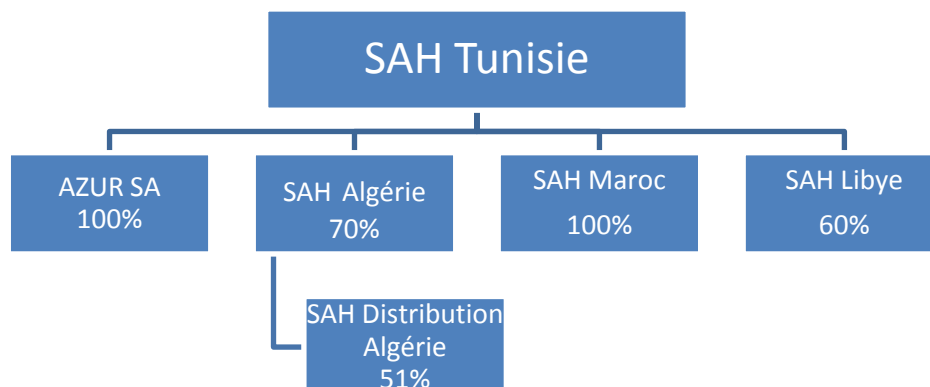 SAH Tunisie
AZUR SA
100%
SAH Algérie
70%
SAH Maroc
100%
SAH Libye
60%
SAH Distribution
Algérie
51%